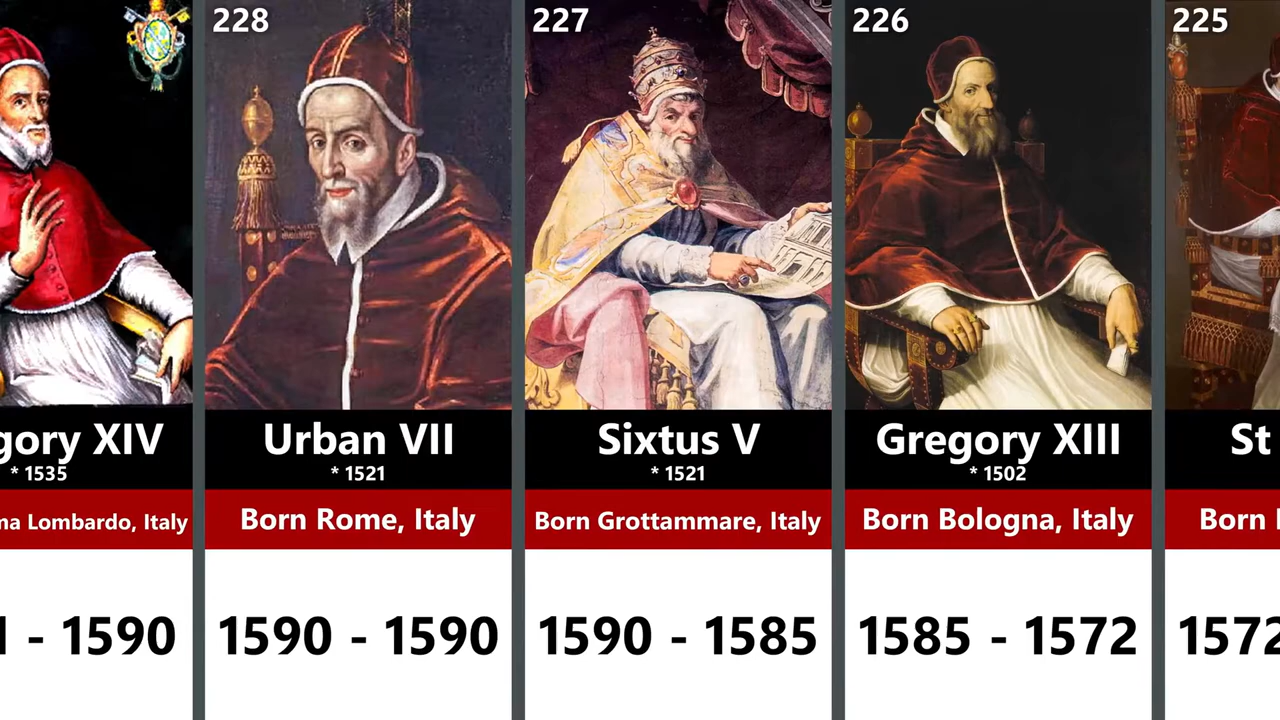 228
227
226
225
gory XIV
* 1535
na Lombardo, Italy
- 1590
Urban VII
* 1521
Born Rome, Italy
1590 - 1590
Sixtus V
* 1521
Born Grottammare, Italy
1590 - 1585
Gregory XIII
* 1502
Born Bologna, Italy
1585 - 1572
St
Born
1572